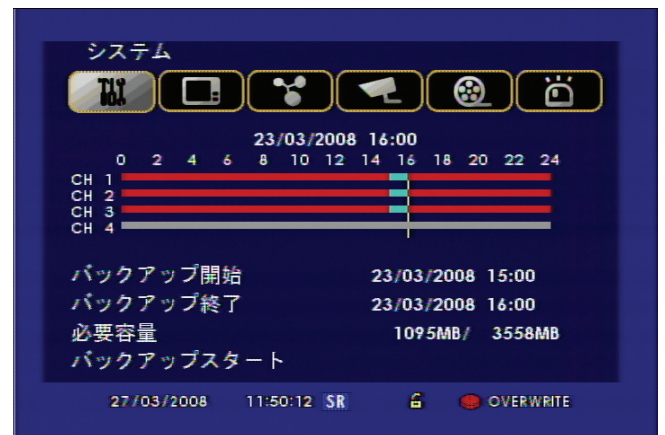 システム
23/03/2008 16:00
0 2 4 6 8 10 12 14 16 18 20 22 24
CH 1
CH 2
CH 3
CH 4
バックアップ開始 23/03/2008 15:00
バックアップ終了 23/03/2008 16:00
必要容量 1095MB/ 3558MB
バックアップスタート
27/03/2008 11:50:12 SR OVERWRITE